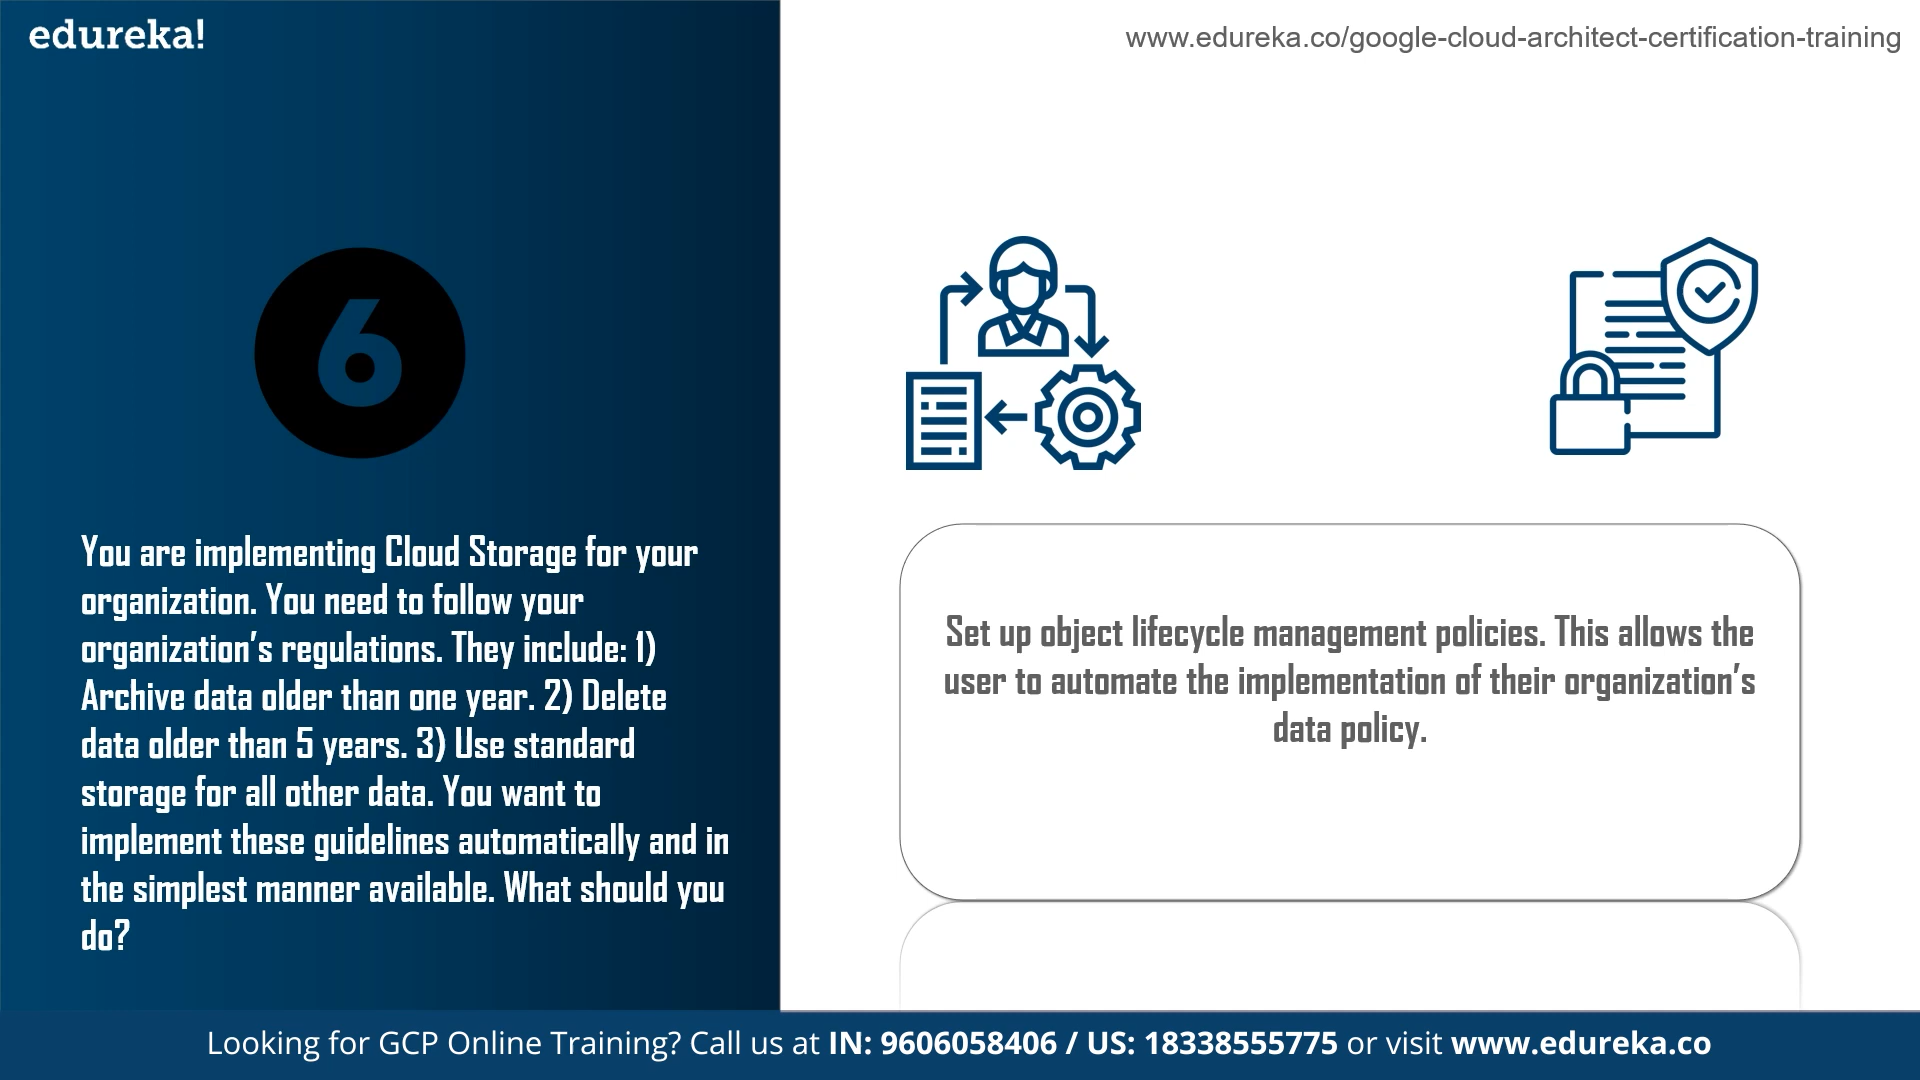 edureka!
www.edureka.co/google-cloud-architect-certification-training
6
You are implementing Cloud Storage for your
organization. You need to follow your
organization’s regulations. They include: 1)
Archive data older than one year. 2) Delete
data older than 5 years. 3) Use standard
storage for all other data. You want to
implement these guidelines automatically and in
the simplest manner available. What should you
do?
Set up object lifecycle management policies. This allows the
user to automate the implementation of their organization’s
data policy.
Looking for GCP Online Training? Call us at IN: 9606058406 / US: 18338555775 or visit www.edureka.co